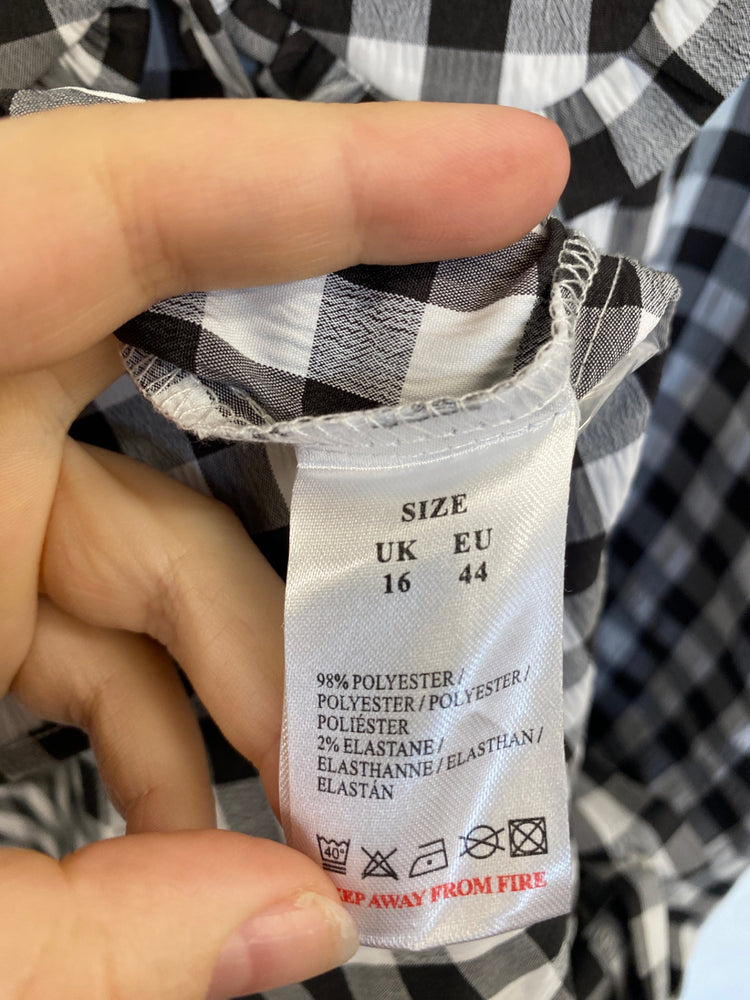 SIZE
UK EU
16 44
98% POLYESTER /
POLYESTER / POLYESTER /
POLIÉSTER
2% ELASTANE /
ELASTHANNE / ELASTHAN /
ELASTÁN
40°
EP AWAY FROM FIRE